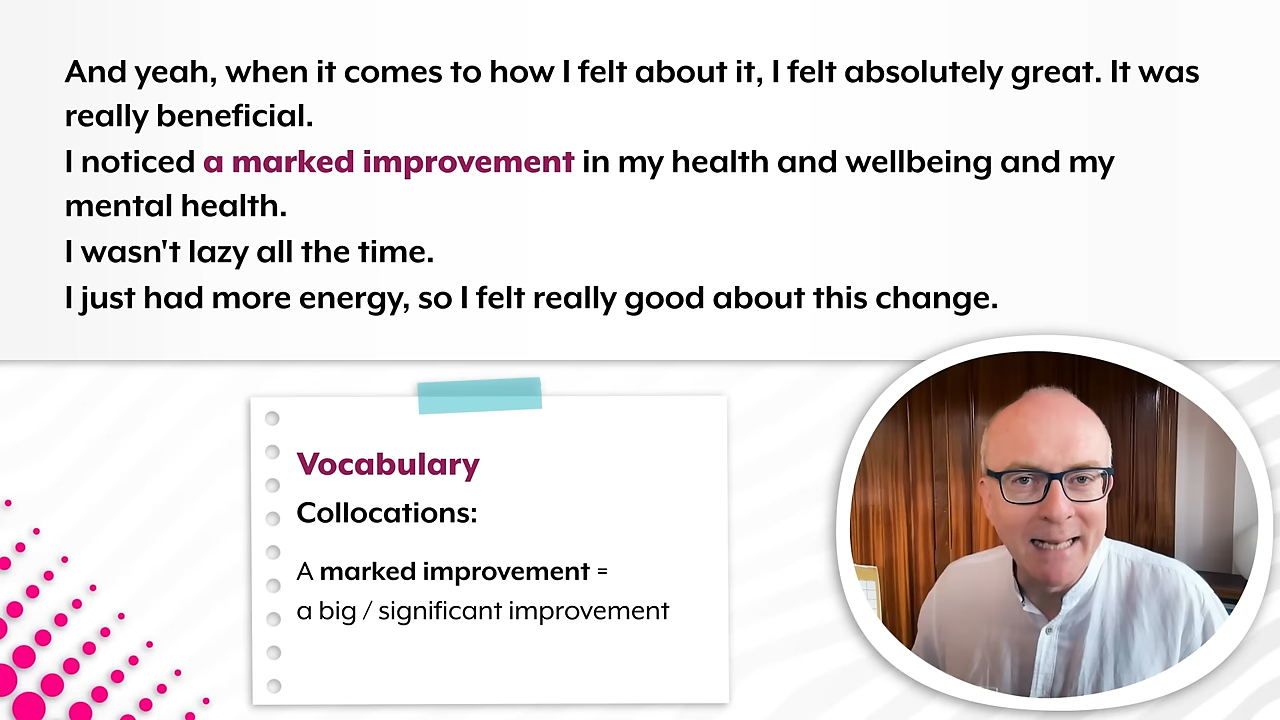 And yeah, when it comes to how I felt about it, I felt absolutely great. It was
really beneficial.
I noticed a marked improvement in my health and wellbeing and my
mental health.
I wasn't lazy all the time.
I just had more energy, so I felt really good about this change.
Vocabulary
Collocations:
A marked improvement =
a big / significant improvement